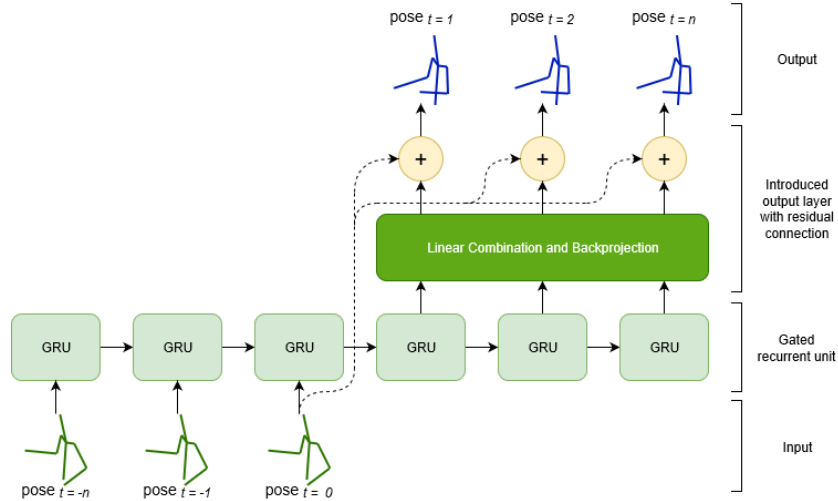 pose t = 1
pose t = 2
pose t = n
Output
+
+
+
Introduced
output layer
with residual
connection
Linear Combination and Backprojection
GRU
GRU
GRU
GRU
GRU
GRU
Gated
recurrent unit
Input
pose t = -n
pose t = -1
pose t = 0